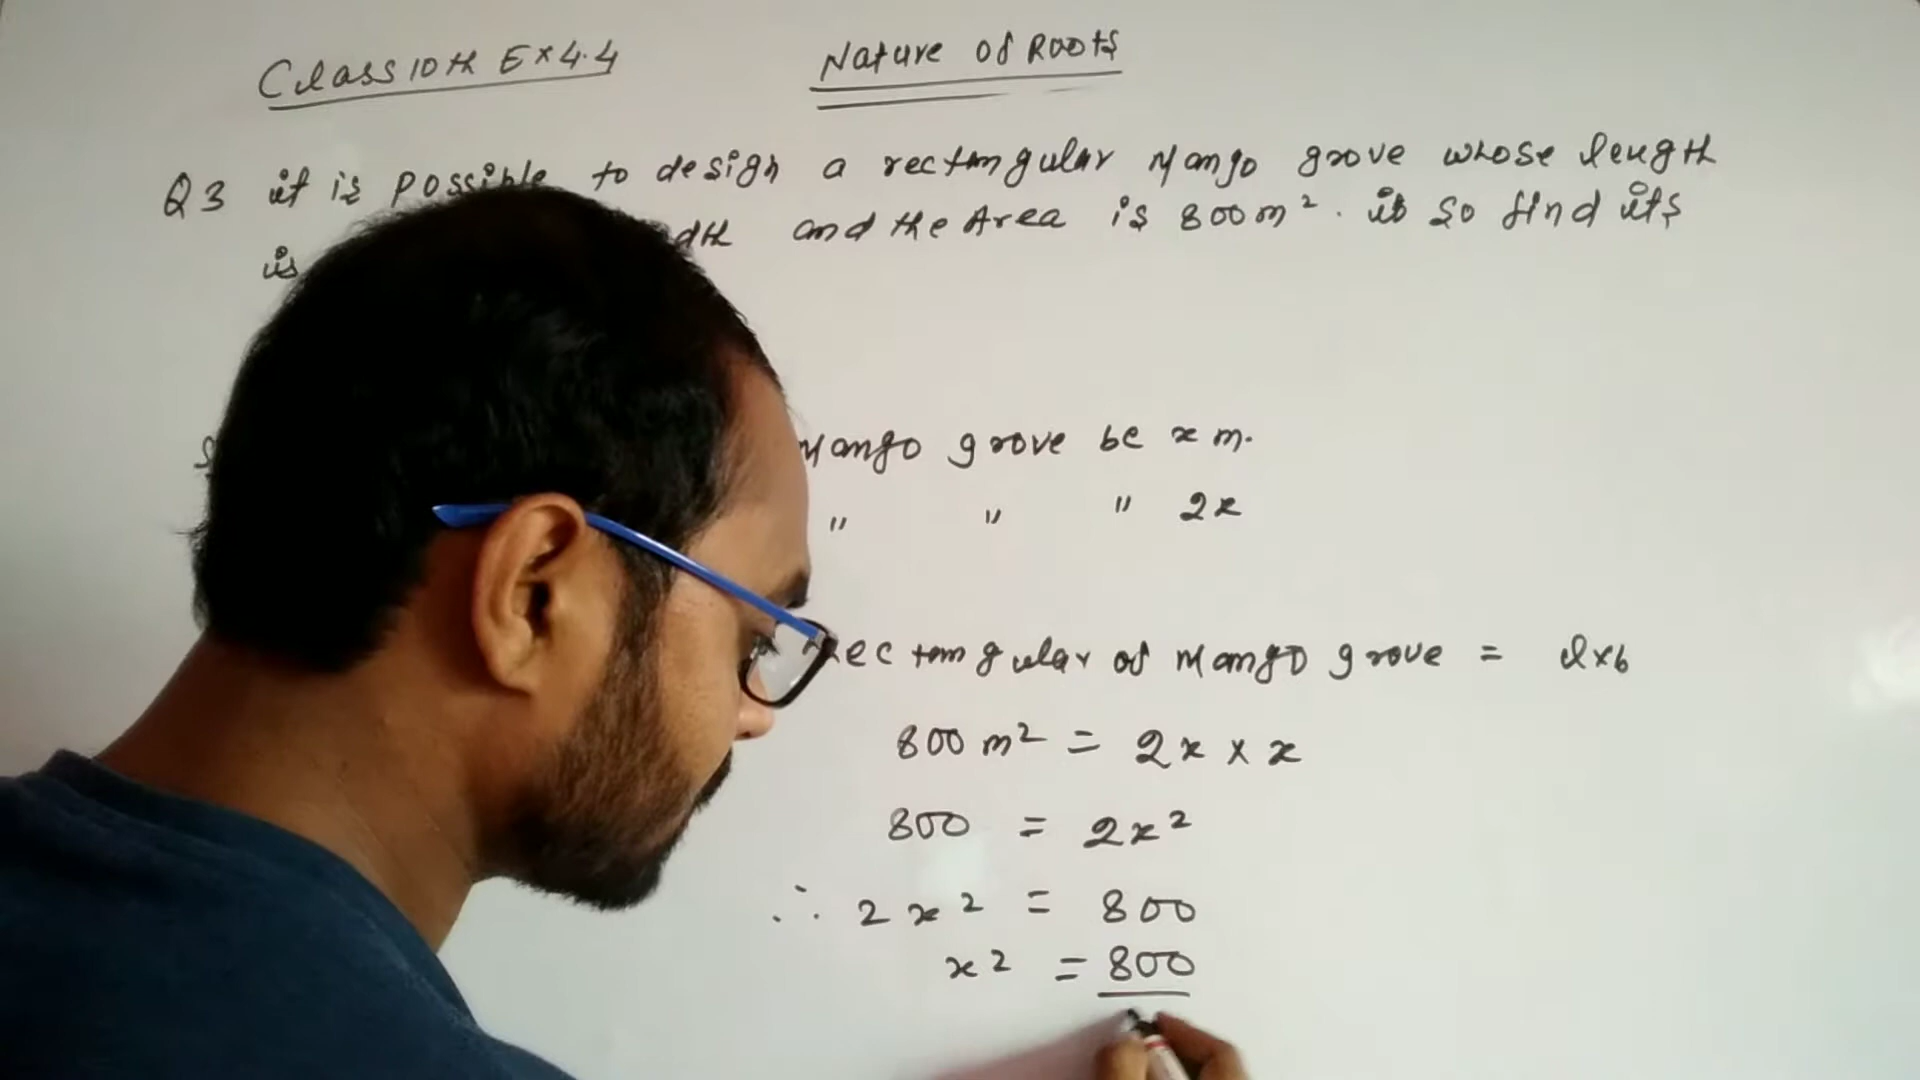 Class 10th Ex 4.4
Nature of Roots
Q3 it is possible to design a rectangular Mango grove whose length
is and the Area is 800m². if so find its
Mango grove be x m.
" " " 2x
rectangular of Mango grove = l×b
800 m² = 2x × x
800 = 2x²
∴ 2x² = 800
x² = 800